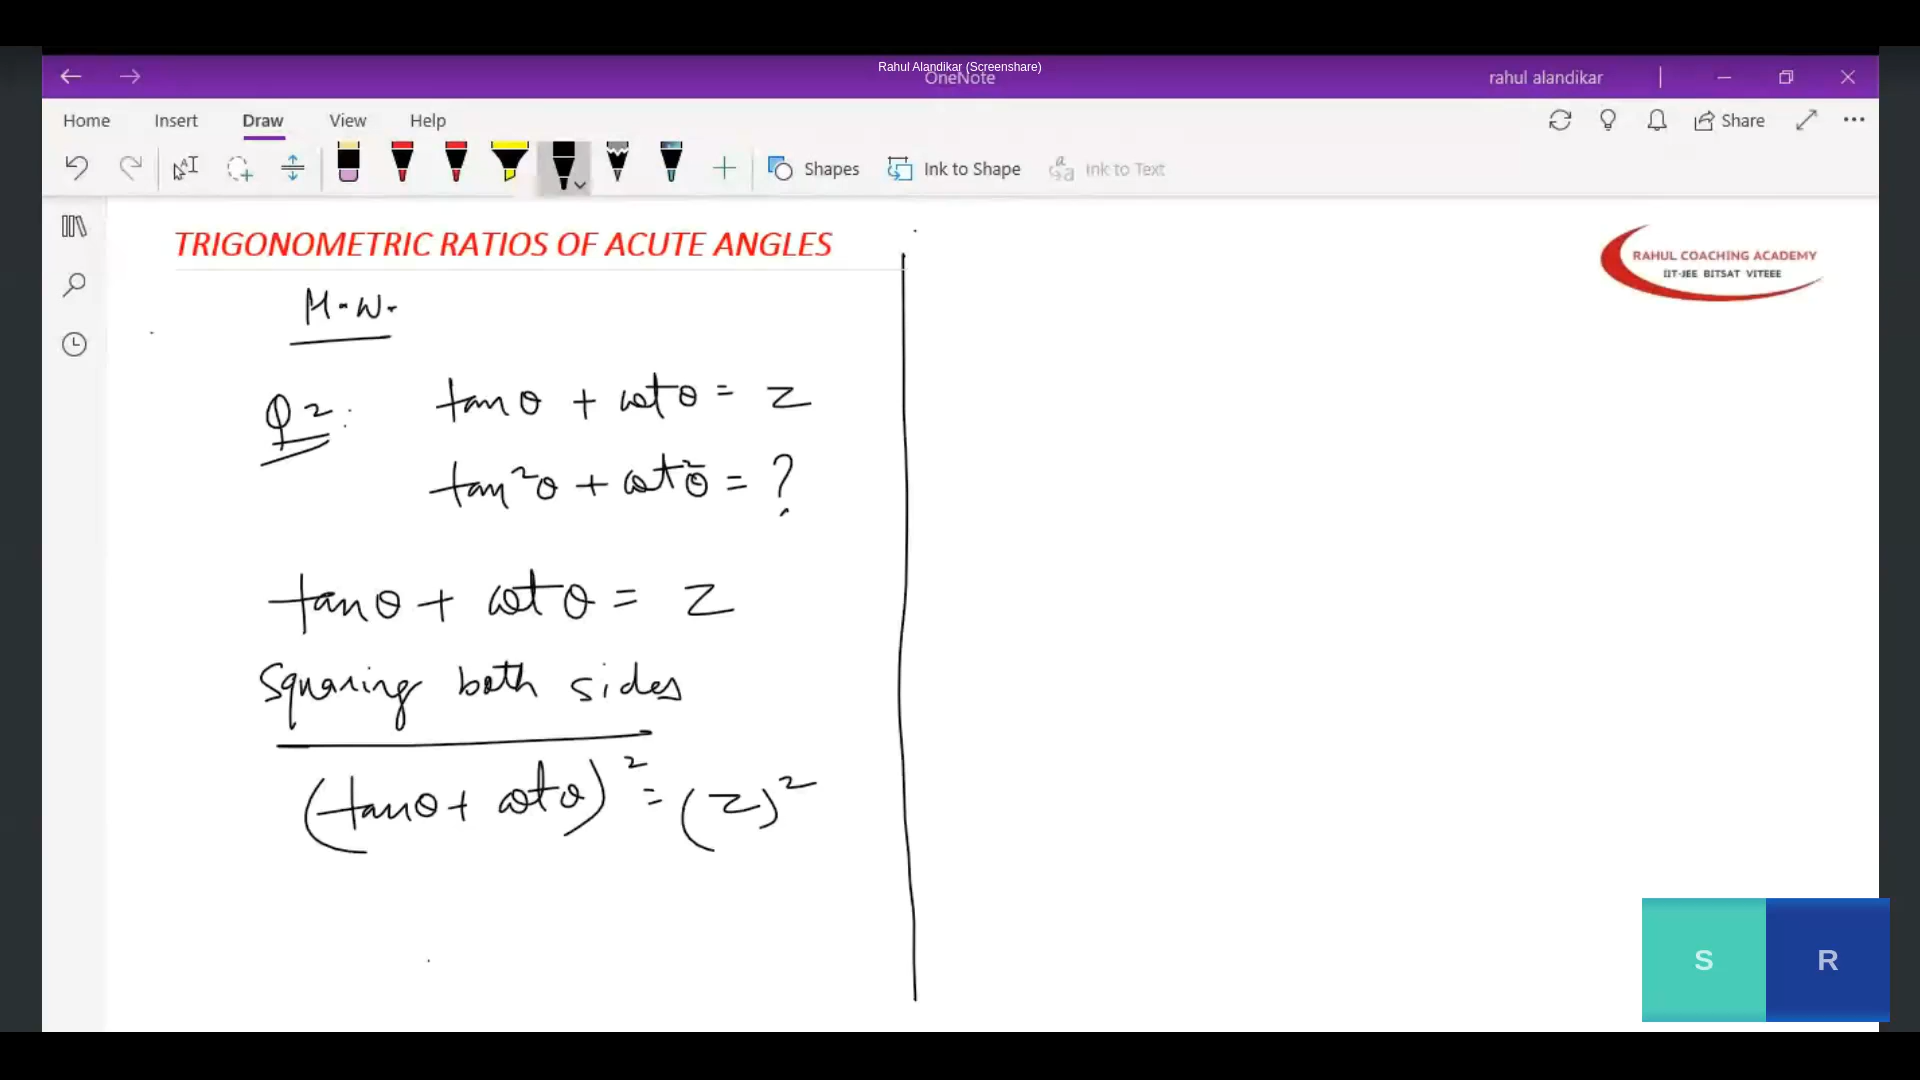 Rahul Alandikar (Screenshare)
OneNote
rahul alandikar
Home Insert Draw View Help
Share
Shapes Ink to Shape Ink to Text
TRIGONOMETRIC RATIOS OF ACUTE ANGLES
RAHUL COACHING ACADEMY
IIT-JEE BITSAT VITEEE
H.W.
Q2: tanθ + cotθ = 2
tan²θ + cot²θ = ?
tanθ + cotθ = 2
Squaring both sides
(tanθ + cotθ)² = (2)²
S R